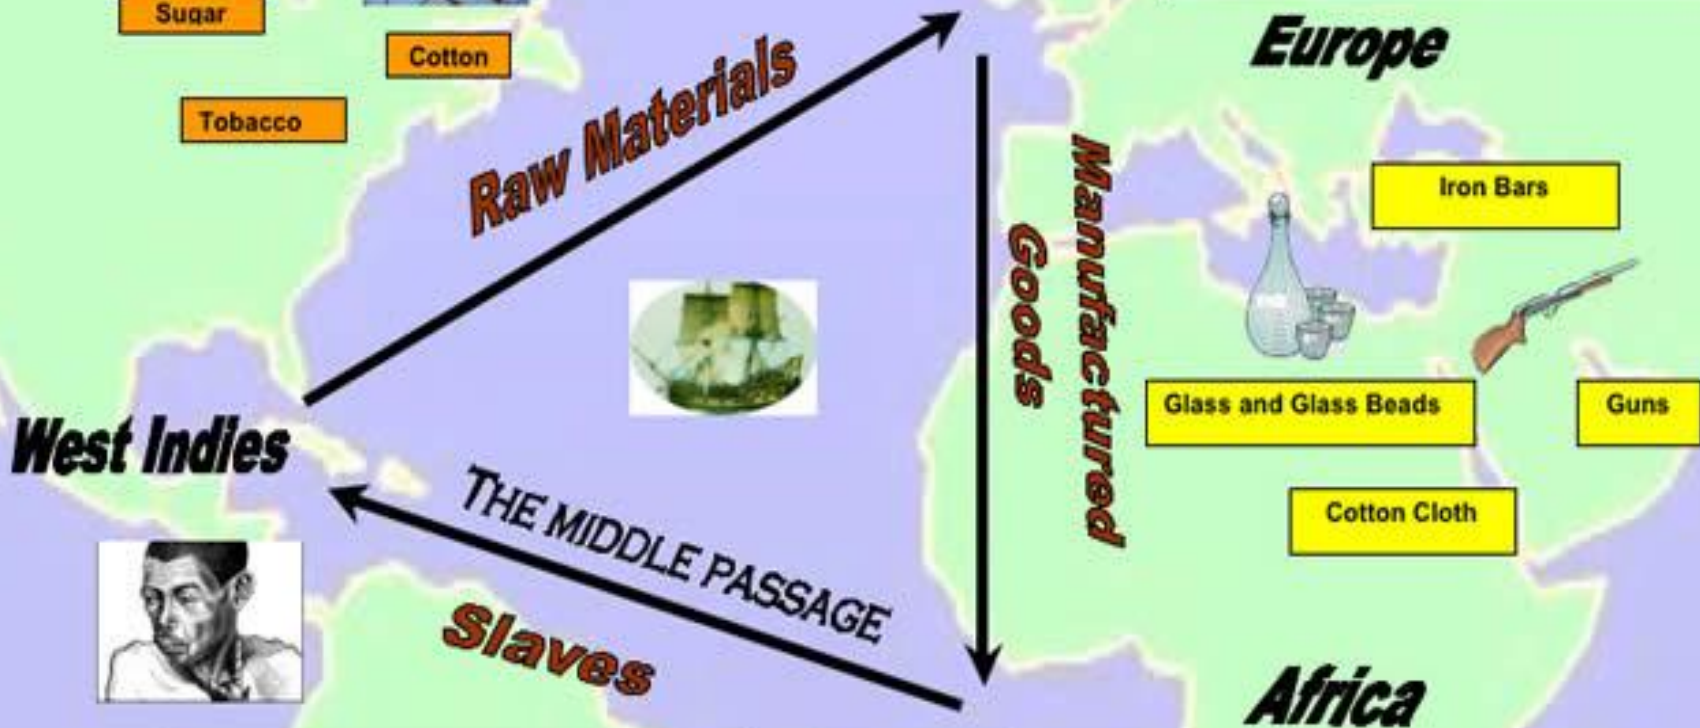 Sugar
Cotton
Tobacco
Raw Materials
Europe
Manufactured
Goods
Iron Bars
Glass and Glass Beads
Guns
Cotton Cloth
West Indies
THE MIDDLE PASSAGE
Slaves
Africa